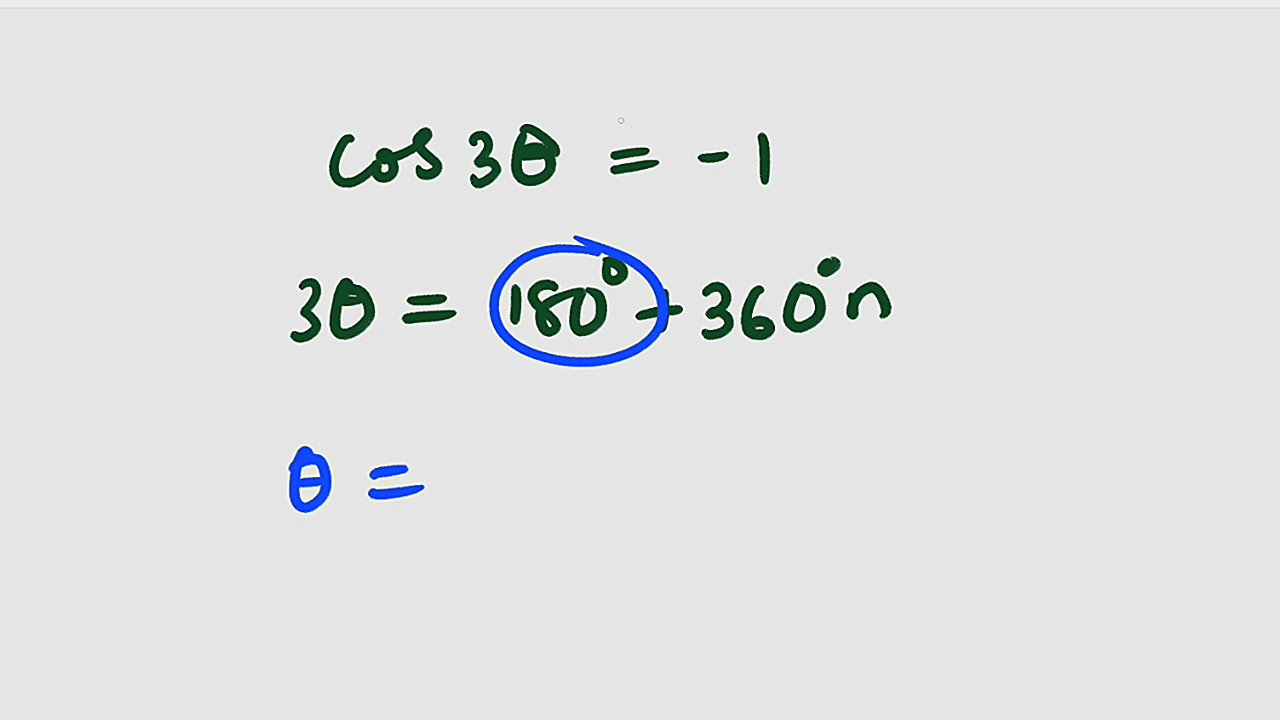 cos 3θ = -1
3θ = 180° + 360°n
θ =